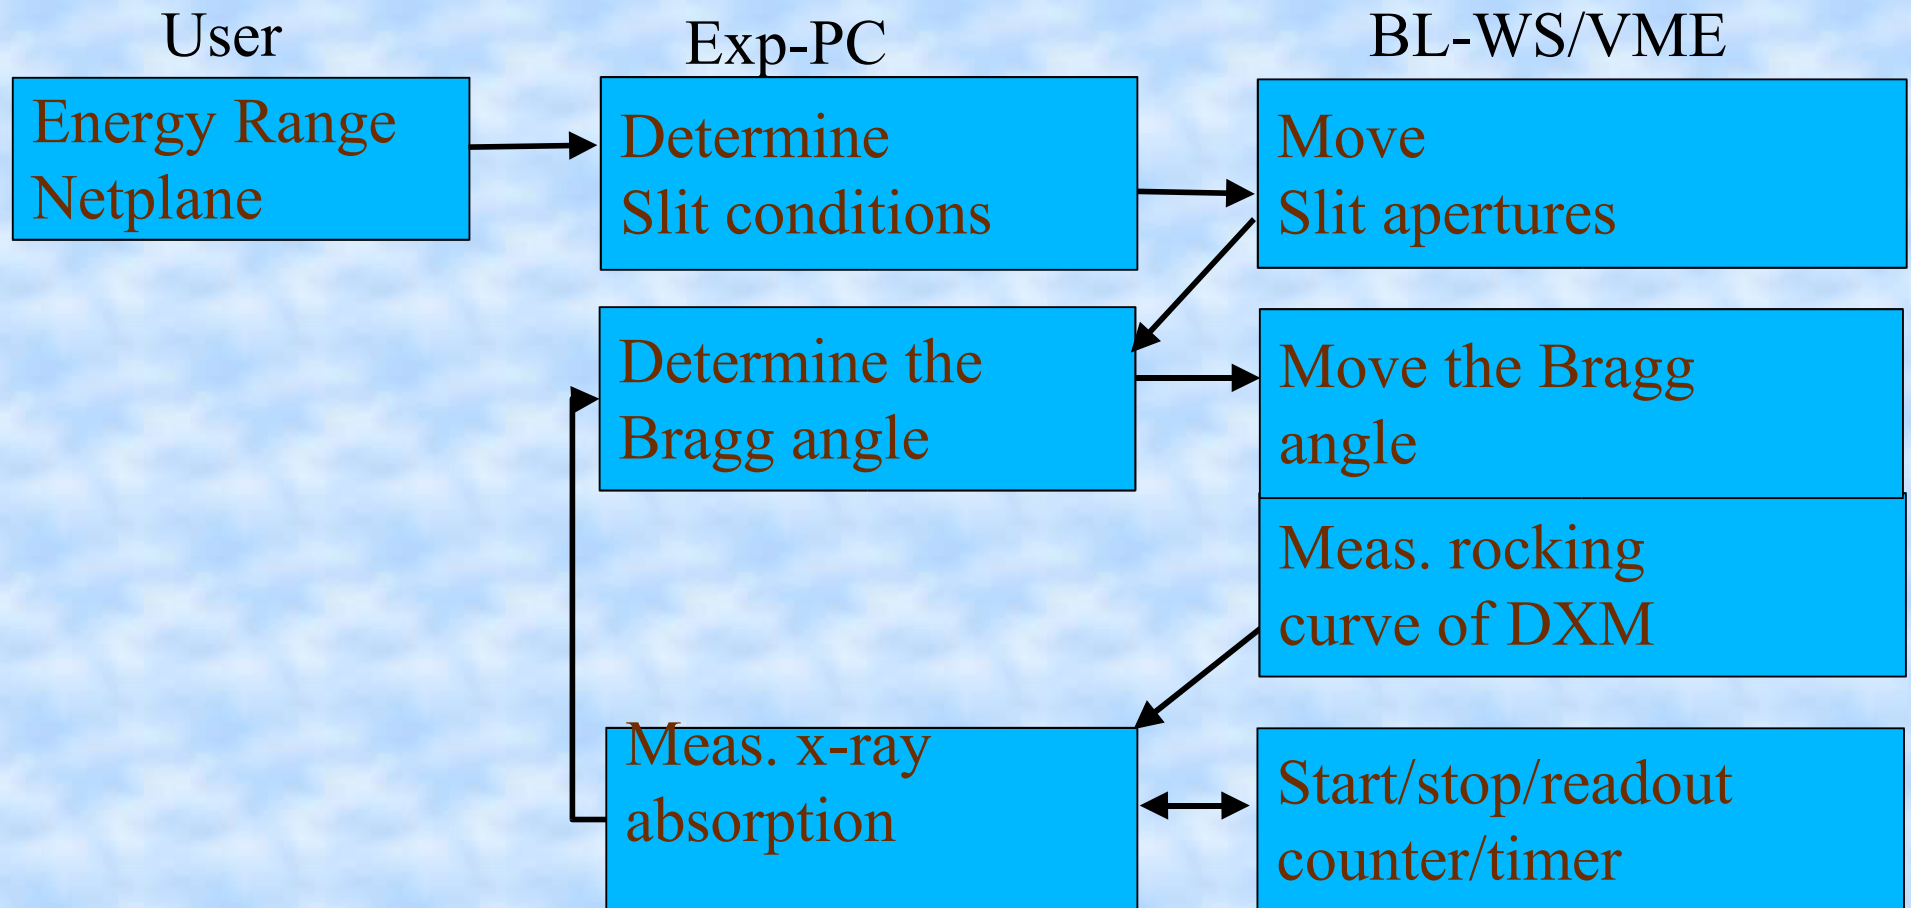 User
Exp-PC
BL-WS/VME
Energy Range
Netplane
Determine
Slit conditions
Move
Slit apertures
Determine the
Bragg angle
Move the Bragg
angle
Meas. rocking
curve of DXM
Meas. x-ray
absorption
Start/stop/readout
counter/timer